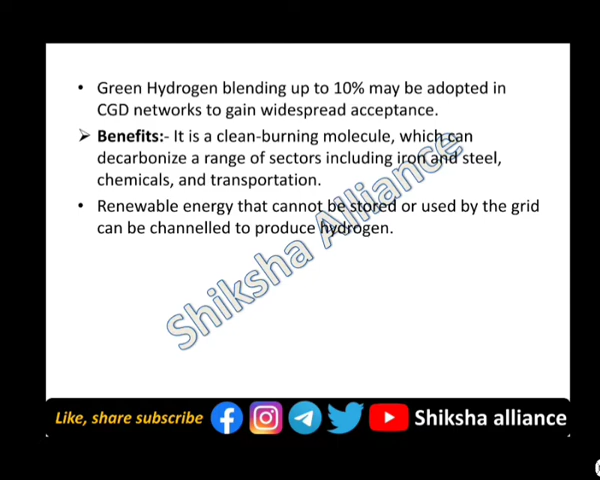 • Green Hydrogen blending up to 10% may be adopted in
CGD networks to gain widespread acceptance.
➢ Benefits:- It is a clean-burning molecule, which can
decarbonize a range of sectors including iron and steel,
chemicals, and transportation.
• Renewable energy that cannot be stored or used by the grid
can be channelled to produce hydrogen.
Shiksha Alliance
Like, share subscribe
Shiksha alliance